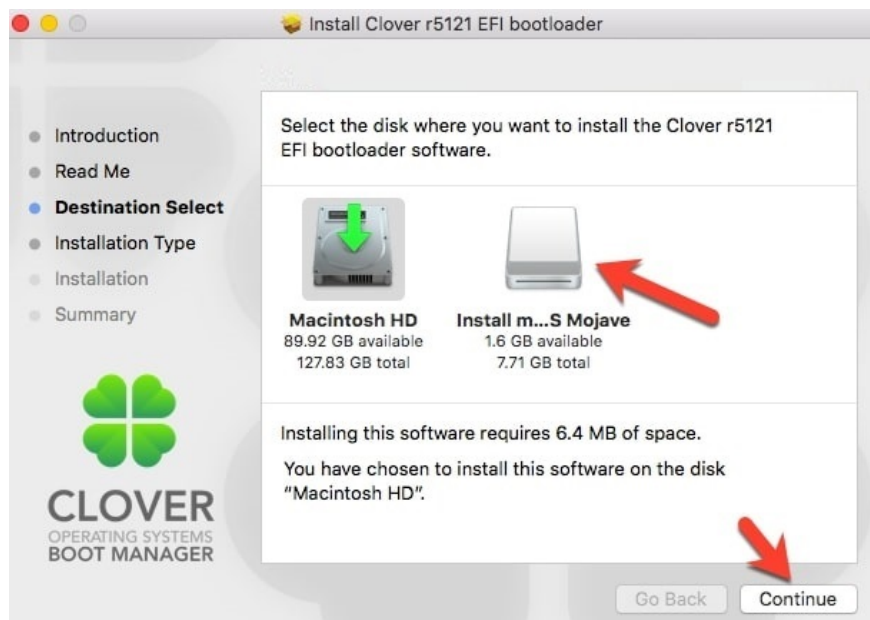 Install Clover r5121 EFI bootloader
Introduction
Read Me
Destination Select
Installation Type
Installation
Summary
CLOVER
OPERATING SYSTEMS
BOOT MANAGER
Select the disk where you want to install the Clover r5121
EFI bootloader software.
Macintosh HD
89.92 GB available
127.83 GB total
Install m...S Mojave
1.6 GB available
7.71 GB total
Installing this software requires 6.4 MB of space.
You have chosen to install this software on the disk
“Macintosh HD”.
Go Back
Continue